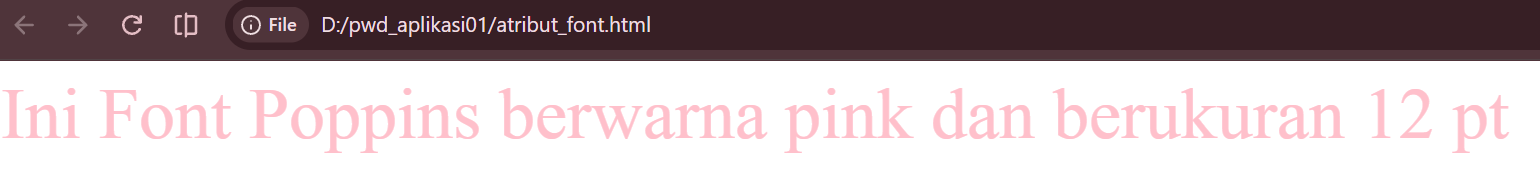 File D:/pwd_aplikasi01/atribut_font.html
Ini Font Poppins berwarna pink dan berukuran 12 pt